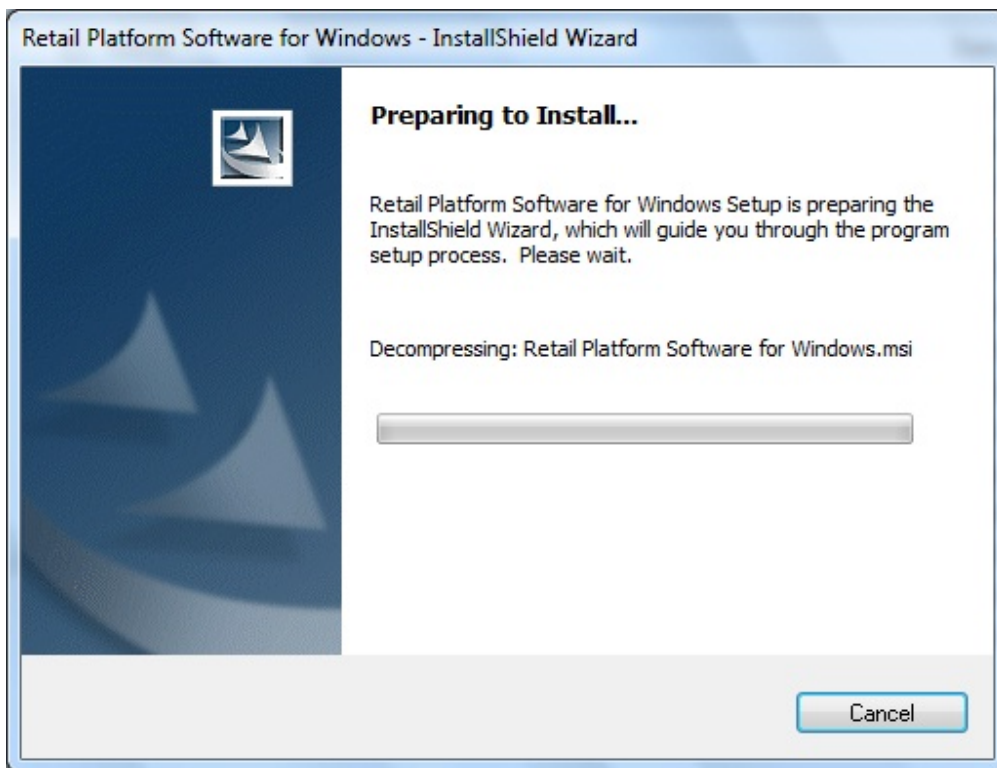 Retail Platform Software for Windows - InstallShield Wizard
Preparing to Install...
Retail Platform Software for Windows Setup is preparing the
InstallShield Wizard, which will guide you through the program
setup process.  Please wait.
Decompressing: Retail Platform Software for Windows.msi
Cancel